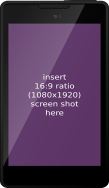 insert
16:9 ratio
(1080x1920)
screen shot
here